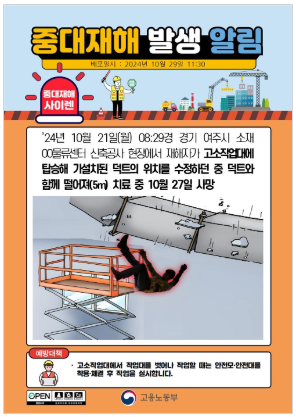 중대재해 발생 알림
배포일시 : 2024년 10월 29일 11:30
중대재해
사이렌
'24년 10월 21일(월) 08:29경 경기 여주시 소재
OO물류센터 신축공사 현장에서 재해자가 고소작업대에
탑승해 가설치된 덕트의 위치를 수정하던 중 덕트와
함께 떨어져(5m) 치료 중 10월 27일 사망
예방대책
- 고소작업대에서 작업대를 벗어나 작업할 때는 안전모·안전대를
착용·체결 후 작업을 실시합니다.
OPEN
고용노동부